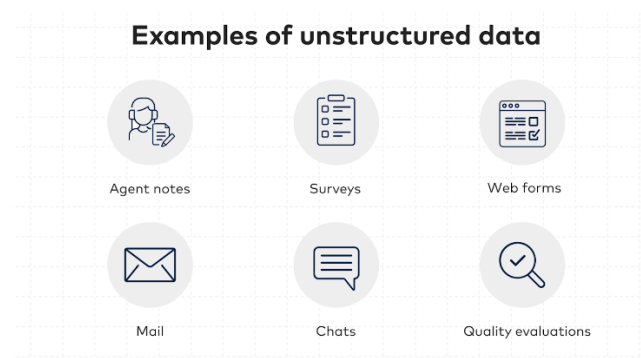 Examples of unstructured data
Agent notes
Surveys
Web forms
Mail
Chats
Quality evaluations